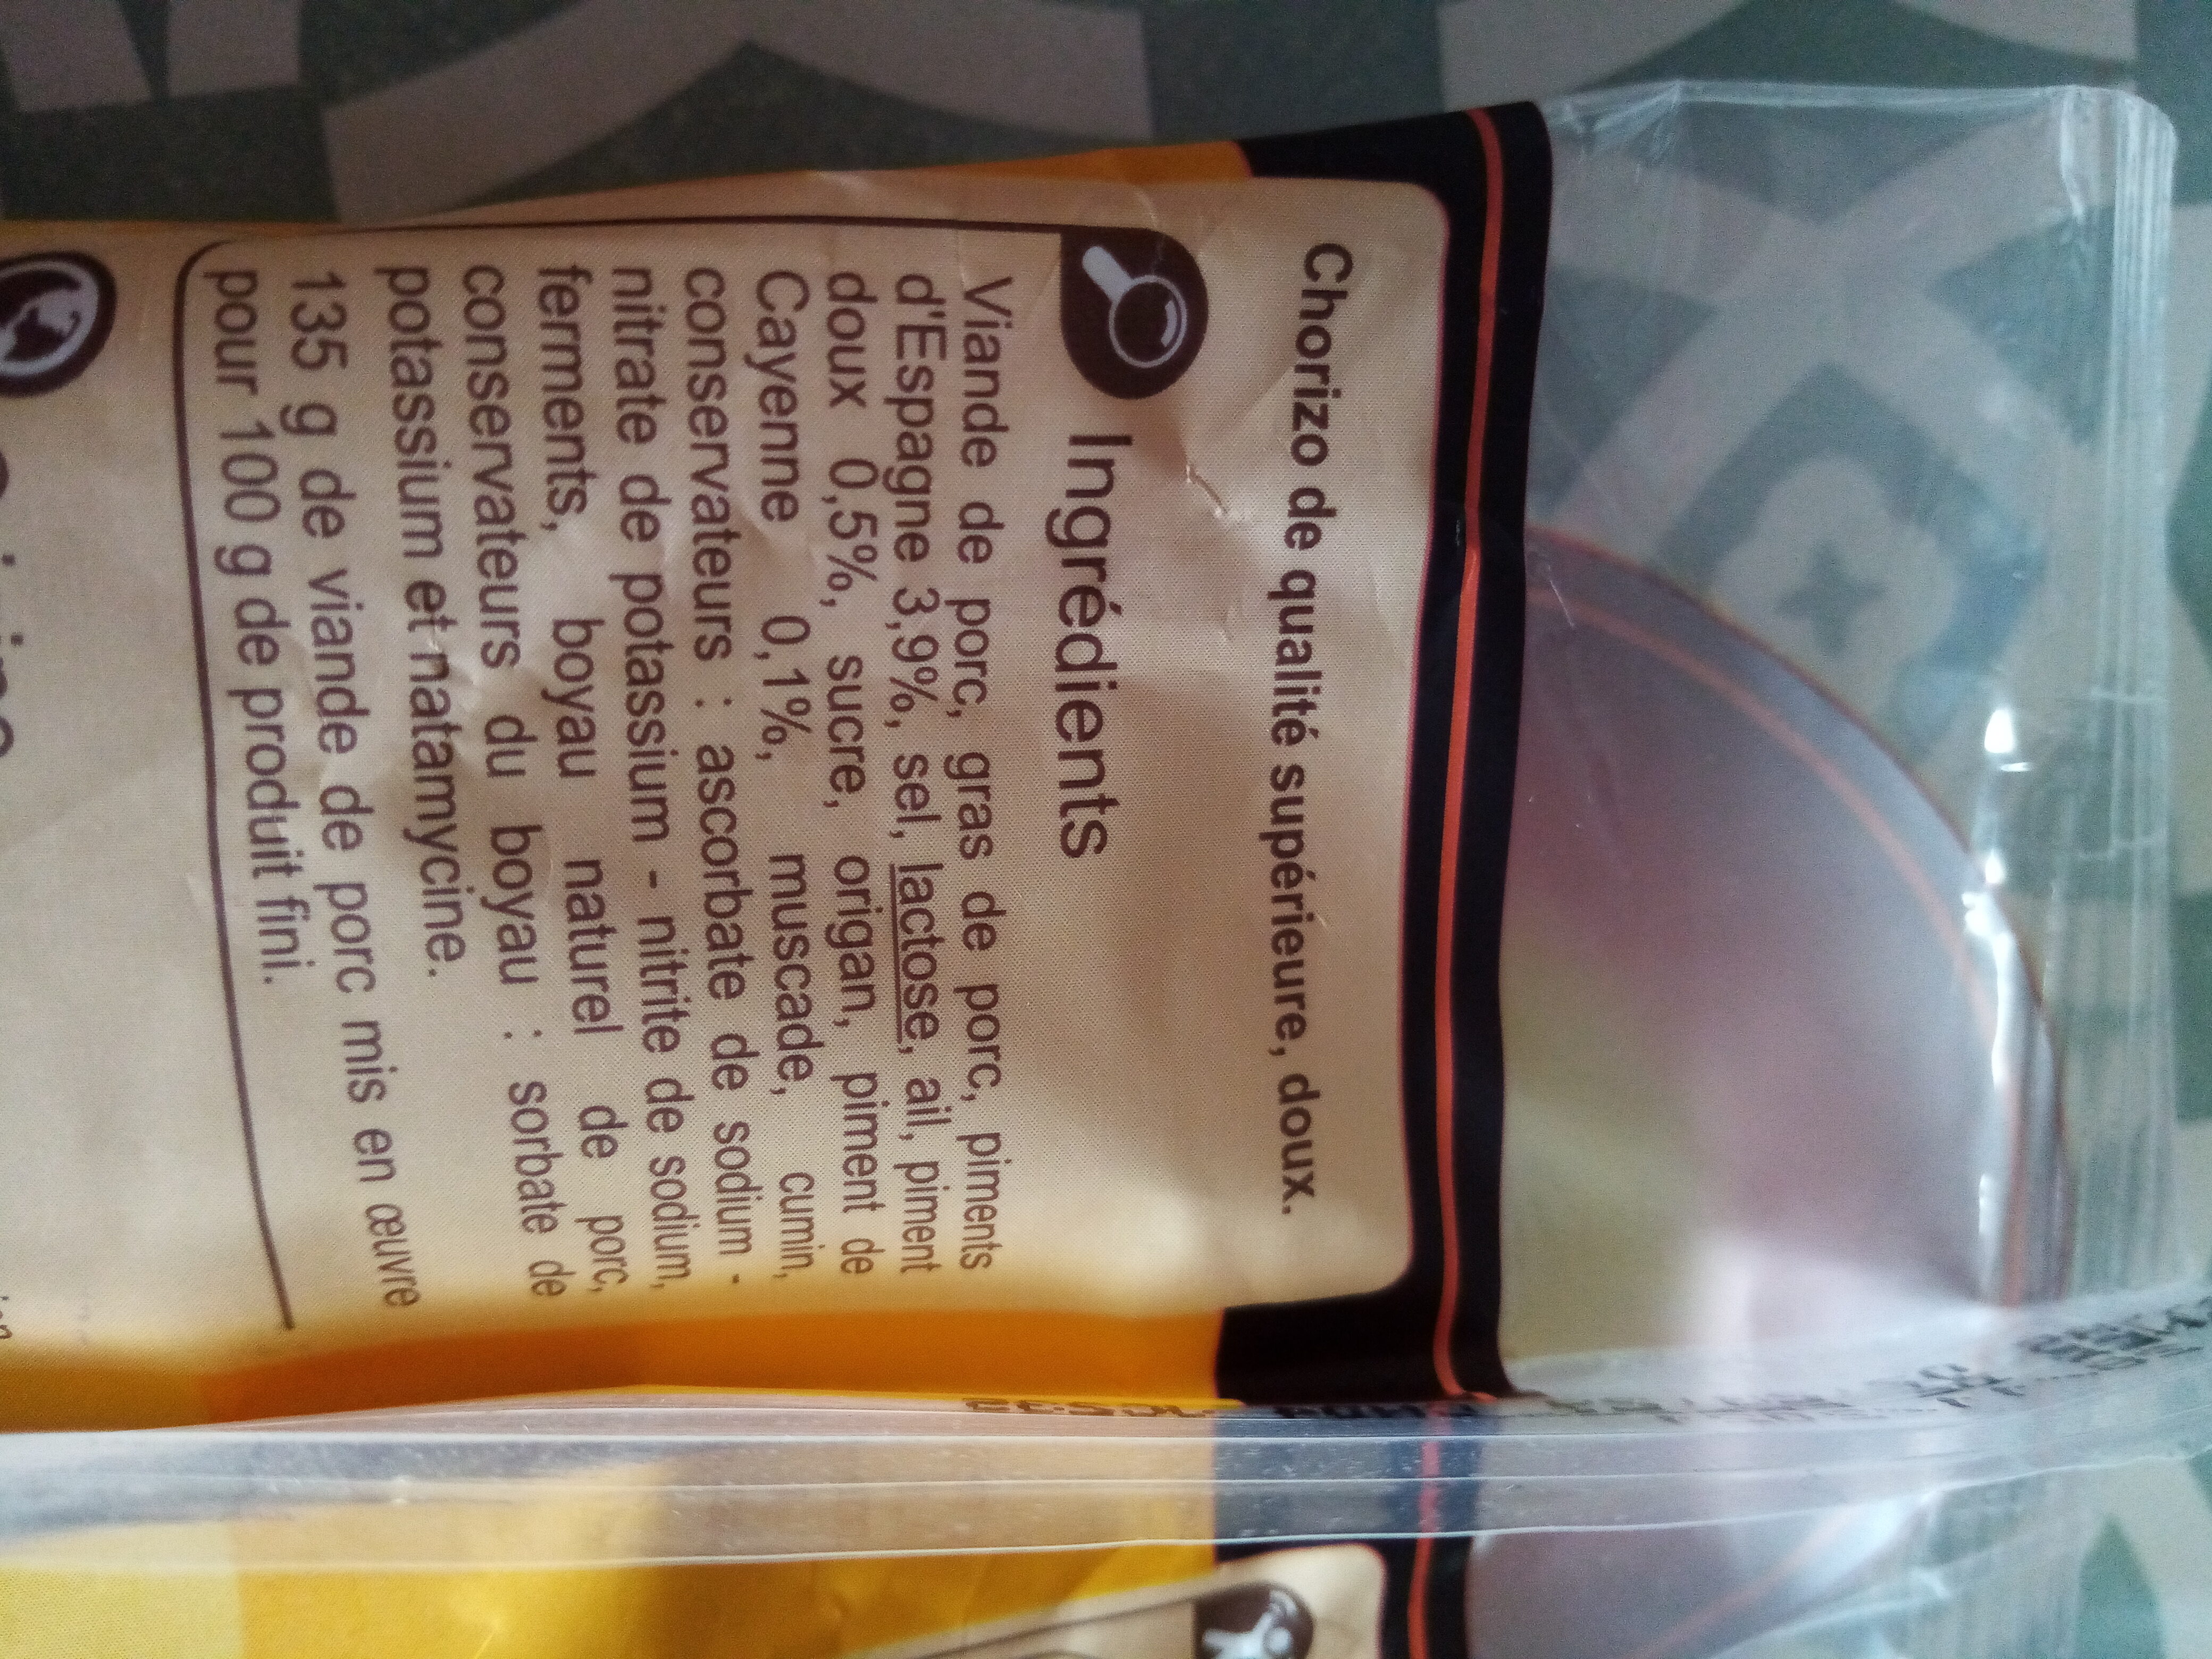 Chorizo de qualité supérieure, doux.
Ingrédients
Viande de porc, gras de porc, piments
d'Espagne 3,9%, sel, lactose, ail, piment
doux 0,5%, sucre, origan, piment de
Cayenne 0,1%, muscade, cumin,
conservateurs : ascorbate de sodium -
nitrate de potassium - nitrite de sodium,
ferments, boyau naturel de porc,
conservateurs du boyau : sorbate de
potassium et natamycine.
135 g de viande de porc mis en œuvre
pour 100 g de produit fini.